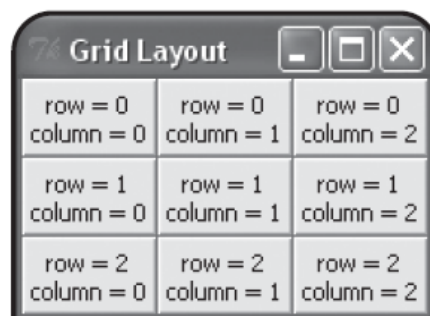 Grid Layout
row = 0 row = 0 row = 0
column = 0 column = 1 column = 2
row = 1 row = 1 row = 1
column = 0 column = 1 column = 2
row = 2 row = 2 row = 2
column = 0 column = 1 column = 2